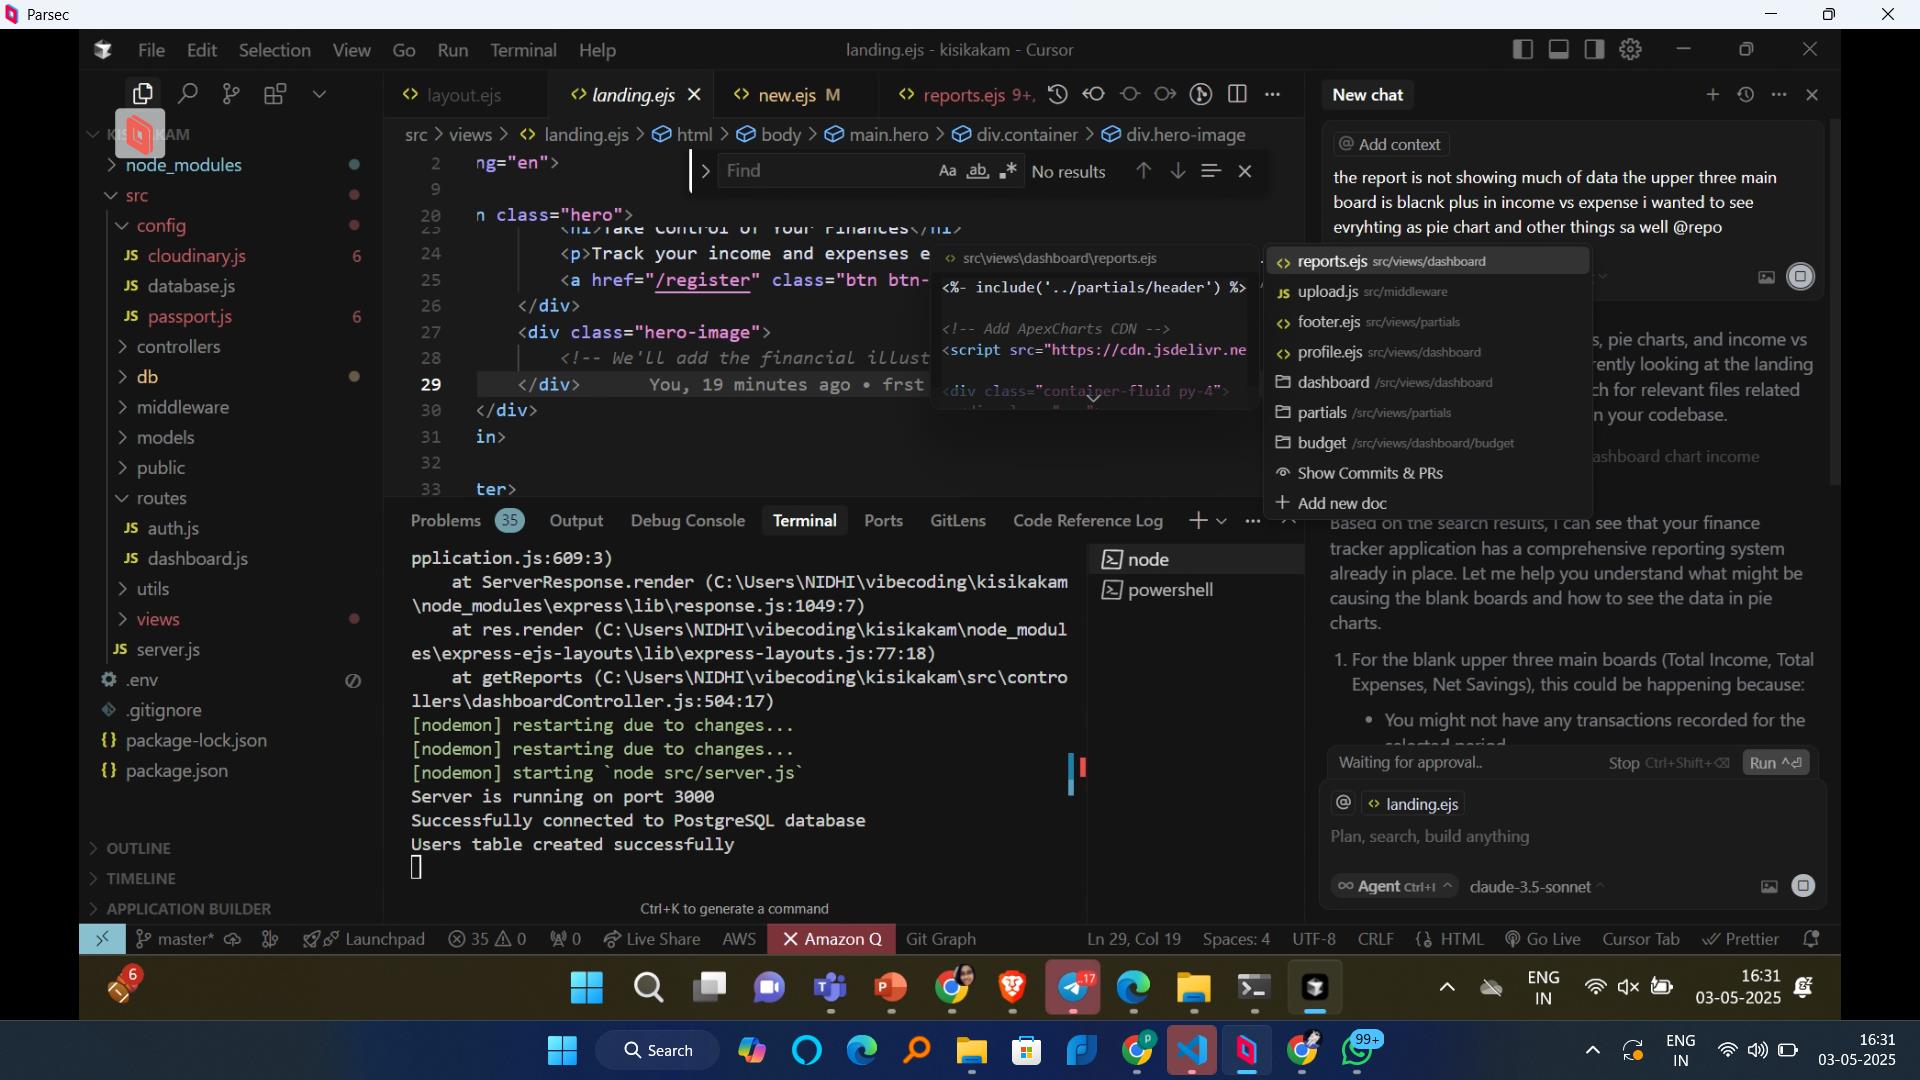 Parsec
File Edit Selection View Go Run Terminal Help
landing.ejs - kisikakam - Cursor
layout.ejs
landing.ejs
new.ejs M
reports.ejs 9+,
New chat
src > views > landing.ejs > html > body > main.hero > div.container > div.hero-image
node_modules
src
config
JS cloudinary.js 6
JS database.js
JS passport.js 6
controllers
db
middleware
models
public
routes
JS auth.js
JS dashboard.js
utils
views
JS server.js
.env
.gitignore
{} package-lock.json
{} package.json
OUTLINE
TIMELINE
APPLICATION BUILDER
Find
Aa ab .* No results
2 ng="en">
9
20 n class="hero">
23 <h1>Take Control of Your Finances</h1>
24 <p>Track your income and expenses e
25 <a href="/register" class="btn btn-
26 </div>
27 <div class="hero-image">
28 <!-- We'll add the financial illust
29 </div> You, 19 minutes ago • frst
30 </div>
31 in>
32
33 ter>
src\views\dashboard\reports.ejs
<%- include('../partials/header') %>
<!-- Add ApexCharts CDN -->
<script src="https://cdn.jsdelivr.ne
<div class="container-fluid py-4">
reports.ejs src/views/dashboard
JS upload.js src/middleware
footer.ejs src/views/partials
profile.ejs src/views/dashboard
dashboard /src/views/dashboard
partials /src/views/partials
budget /src/views/dashboard/budget
Show Commits & PRs
Add new doc
Problems 35 Output Debug Console Terminal Ports GitLens Code Reference Log
pplication.js:609:3)
at ServerResponse.render (C:\Users\NIDHI\vibecoding\kisikakam
\node_modules\express\lib\response.js:1049:7)
at res.render (C:\Users\NIDHI\vibecoding\kisikakam\node_modul
es\express-ejs-layouts\lib\express-layouts.js:77:18)
at getReports (C:\Users\NIDHI\vibecoding\kisikakam\src\contro
llers\dashboardController.js:504:17)
[nodemon] restarting due to changes...
[nodemon] restarting due to changes...
[nodemon] starting `node src/server.js`
Server is running on port 3000
Successfully connected to PostgreSQL database
Users table created successfully
Ctrl+K to generate a command
node
powershell
@ Add context
the report is not showing much of data the upper three main
board is blacnk plus in income vs expense i wanted to see
evryhting as pie chart and other things sa well @repo
s, pie charts, and income vs
rently looking at the landing
ch for relevant files related
n your codebase.
ashboard chart income
Based on the search results, I can see that your finance
tracker application has a comprehensive reporting system
already in place. Let me help you understand what might be
causing the blank boards and how to see the data in pie
charts.
1. For the blank upper three main boards (Total Income, Total
Expenses, Net Savings), this could be happening because:
• You might not have any transactions recorded for the
selected period
Waiting for approval.. Stop Ctrl+Shift+⌫ Run ^⏎
@ landing.ejs
Plan, search, build anything
∞ Agent Ctrl+I claude-3.5-sonnet
master* Launchpad 35 0 0 Live Share AWS Amazon Q Git Graph Ln 29, Col 19 Spaces: 4 UTF-8 CRLF {} HTML Go Live Cursor Tab Prettier
6
17
ENG
IN
16:31
03-05-2025
Search
P
99+
ENG
IN
16:31
03-05-2025